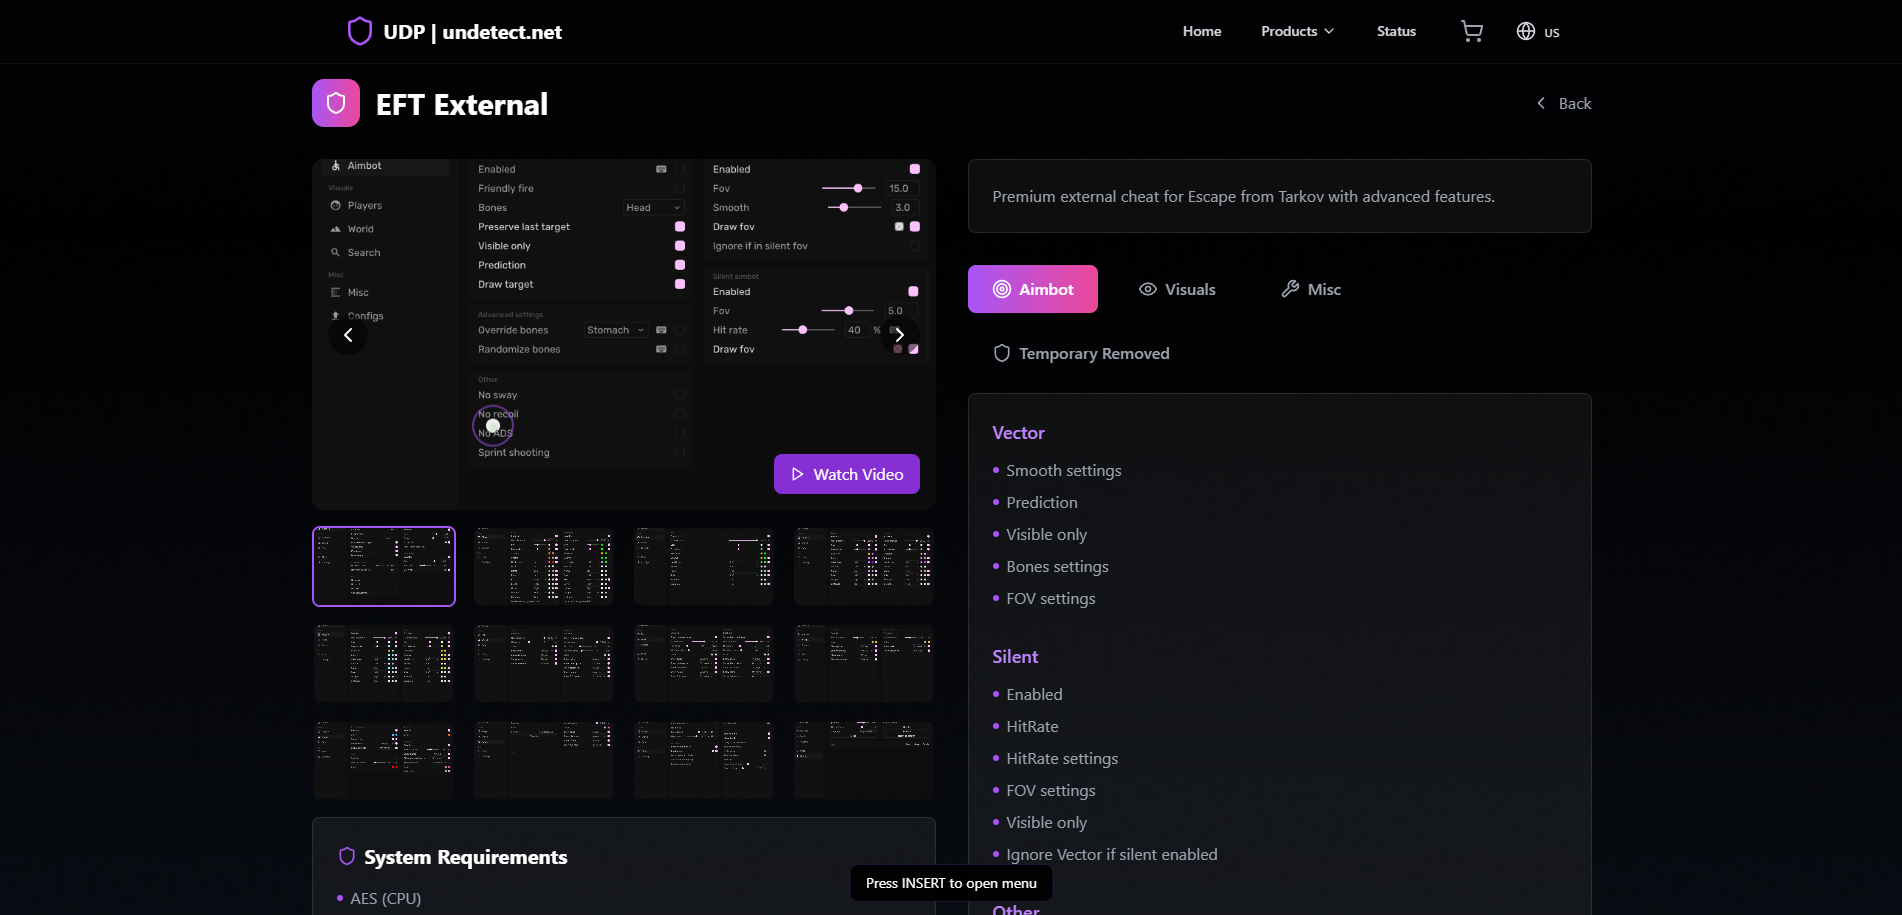 UDP | undetect.net
Home
Products
Status
US
EFT External
Back
Aimbot
Visuals
Players
World
Search
Misc
Misc
Configs
Enabled
Friendly fire
Bones Head
Preserve last target
Visible only
Prediction
Draw target
Advanced settings
Override bones Stomach
Randomize bones
Other
No sway
No recoil
No ADS
Sprint shooting
Enabled
Fov 15.0
Smooth 3.0
Draw fov
Ignore if in silent fov
Silent aimbot
Enabled
Fov 5.0
Hit rate 40 %
Draw fov
Watch Video
System Requirements
AES (CPU)
Premium external cheat for Escape from Tarkov with advanced features.
Aimbot
Visuals
Misc
Temporary Removed
Vector
Smooth settings
Prediction
Visible only
Bones settings
FOV settings
Silent
Enabled
HitRate
HitRate settings
FOV settings
Visible only
Ignore Vector if silent enabled
Other
Press INSERT to open menu